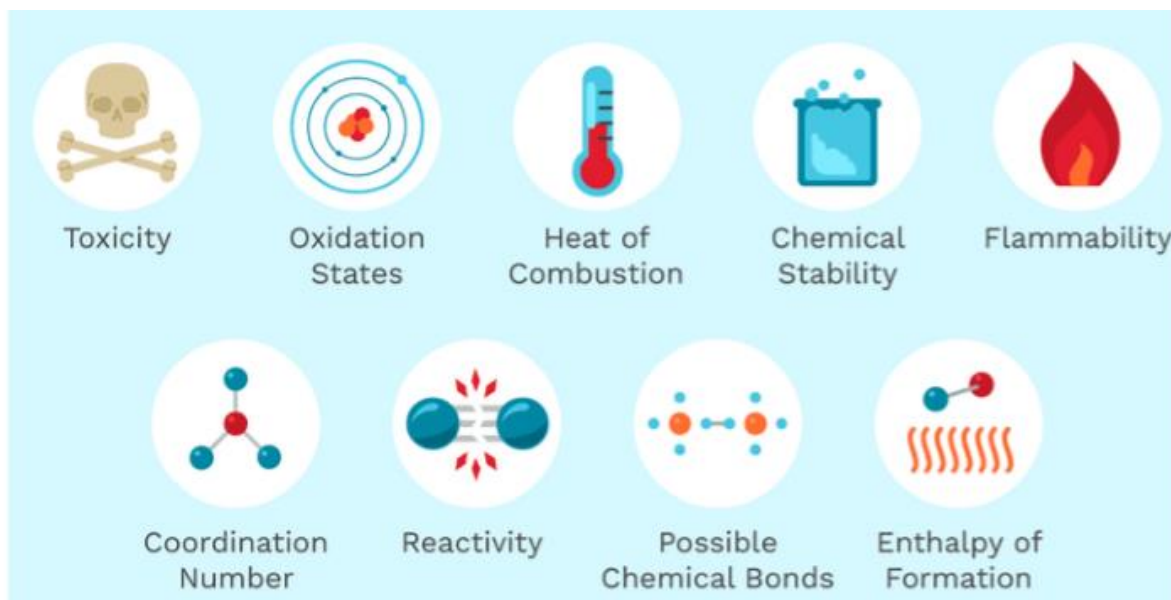 Toxicity
Oxidation
States
Heat of
Combustion
Chemical
Stability
Flammability
Coordination
Number
Reactivity
Possible
Chemical Bonds
Enthalpy of
Formation